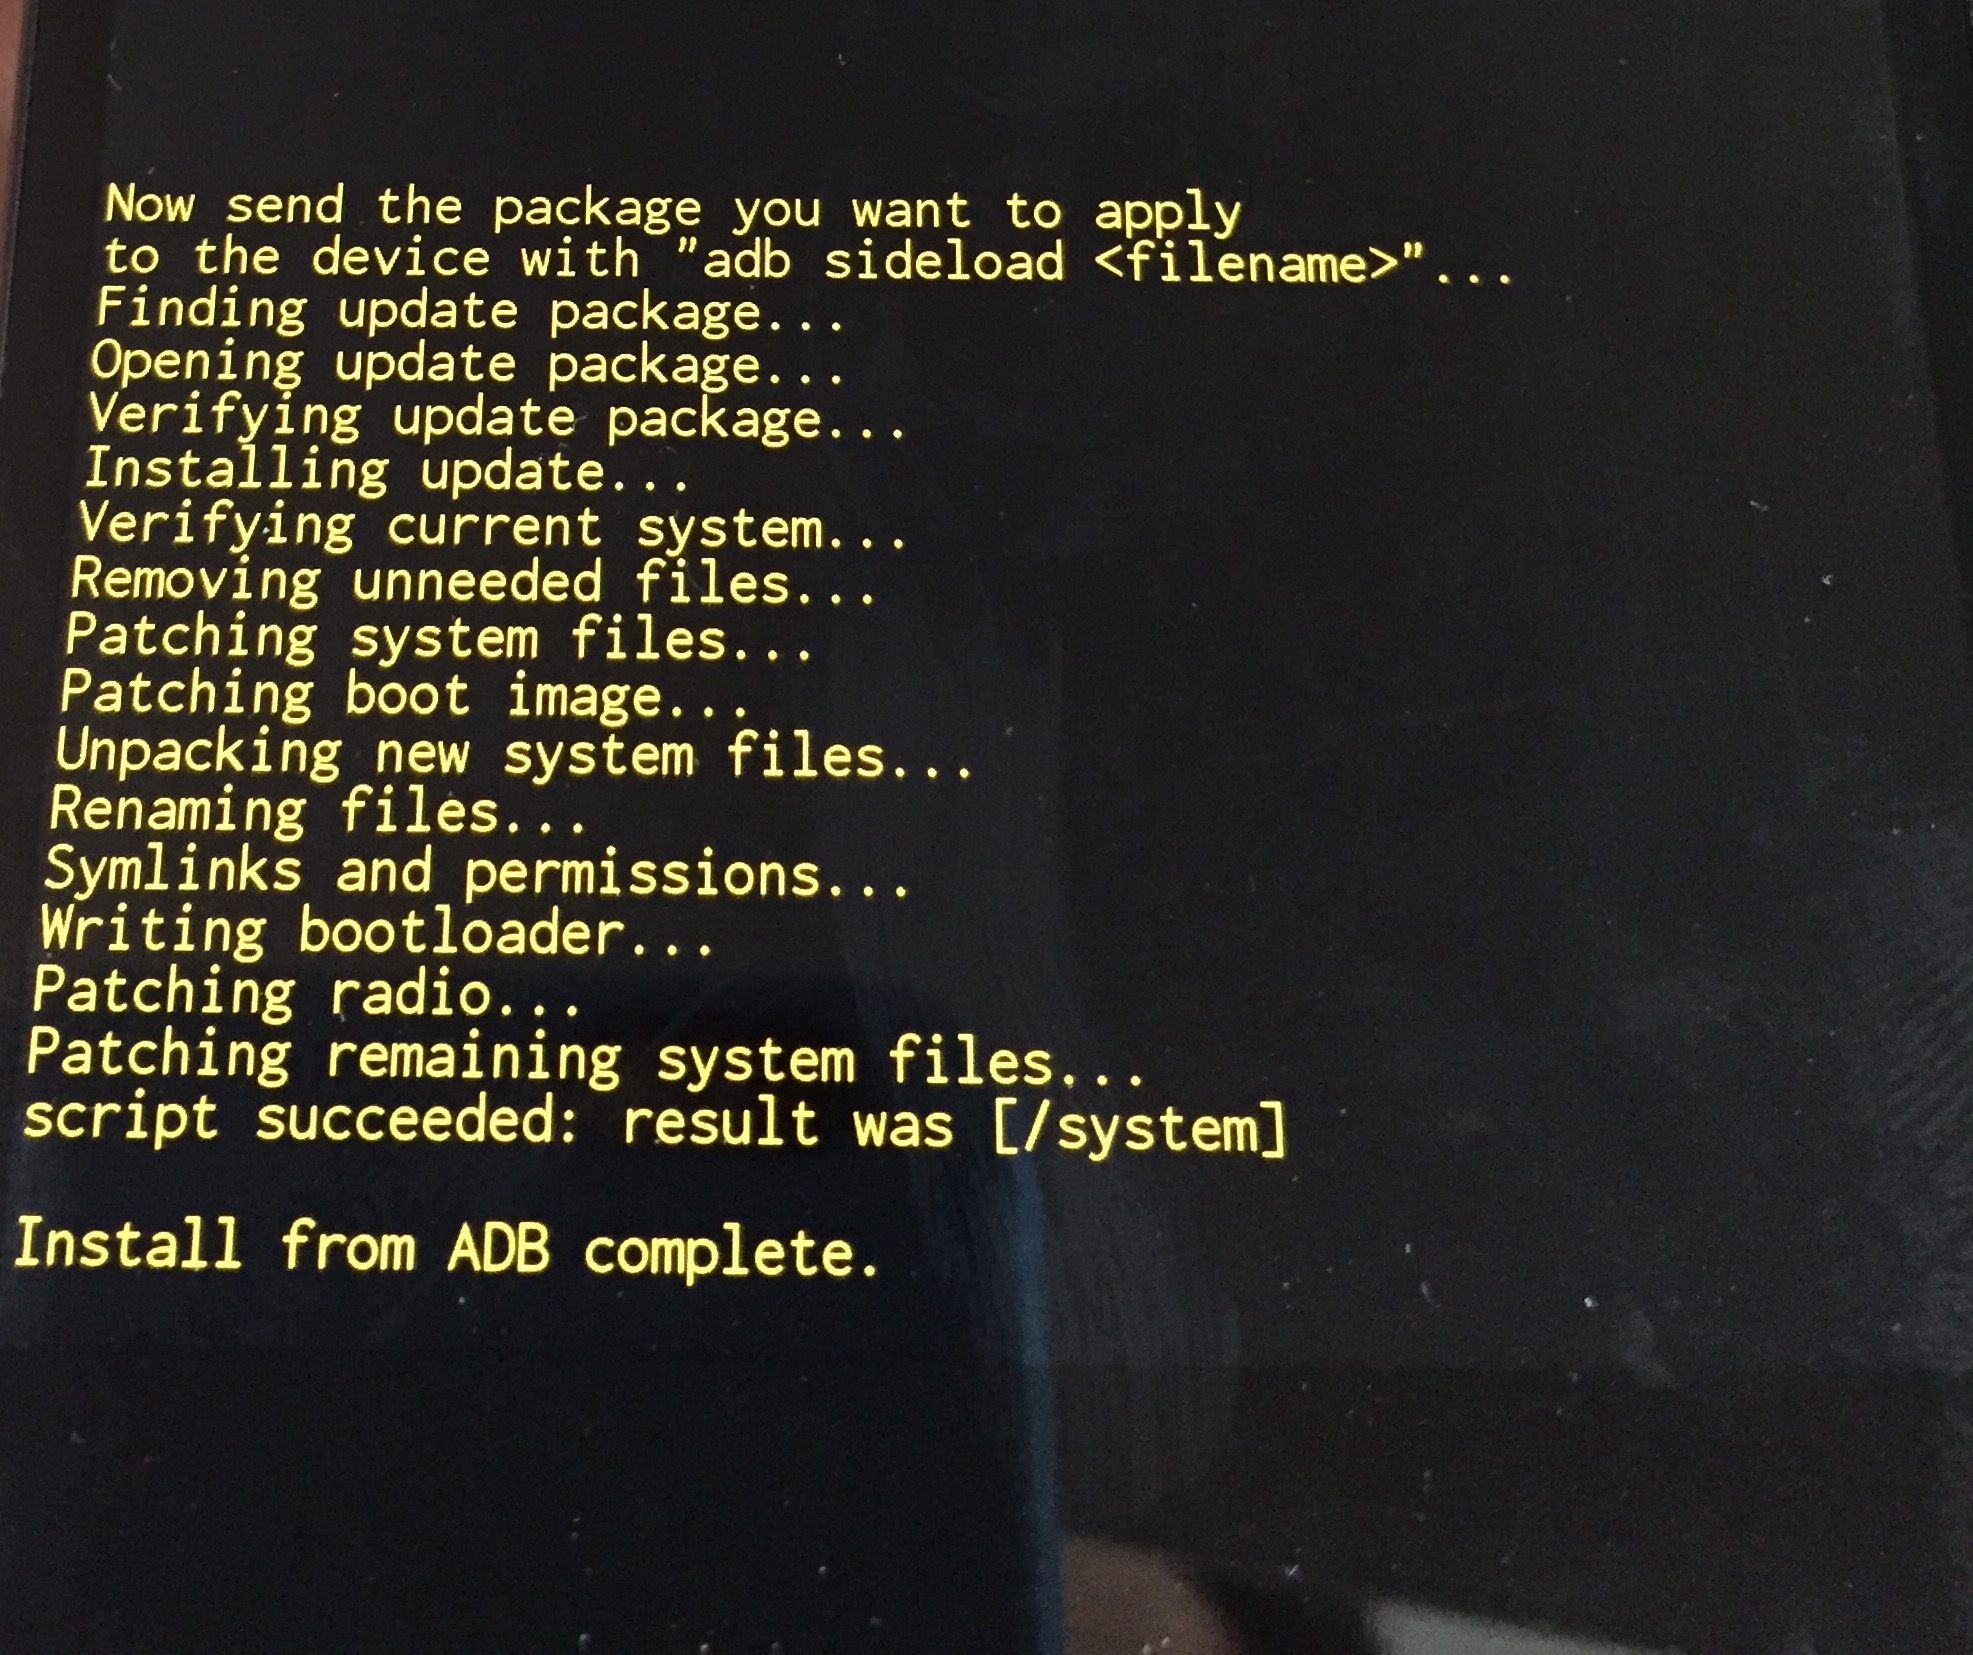 Now send the package you want to apply
to the device with "adb sideload <filename>"...
Finding update package...
Opening update package...
Verifying update package...
Installing update...
Verifying current system...
Removing unneeded files...
Patching system files...
Patching boot image...
Unpacking new system files...
Renaming files...
Symlinks and permissions...
Writing bootloader...
Patching radio...
Patching remaining system files...
script succeeded: result was [/system]
Install from ADB complete.